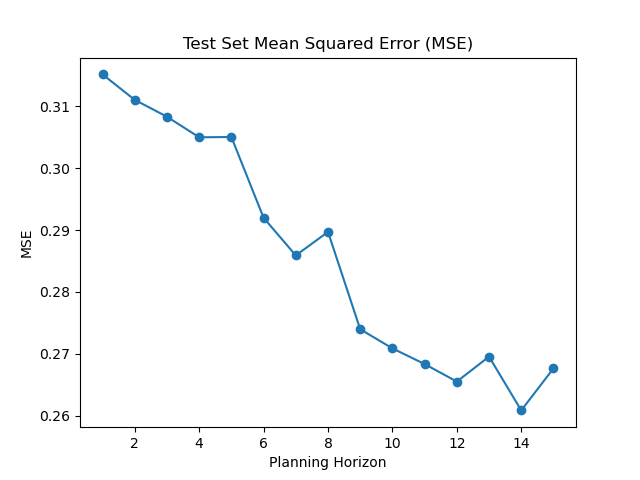 Test Set Mean Squared Error (MSE)
0.31
0.30
0.29
0.28
0.27
0.26
MSE
2 4 6 8 10 12 14
Planning Horizon